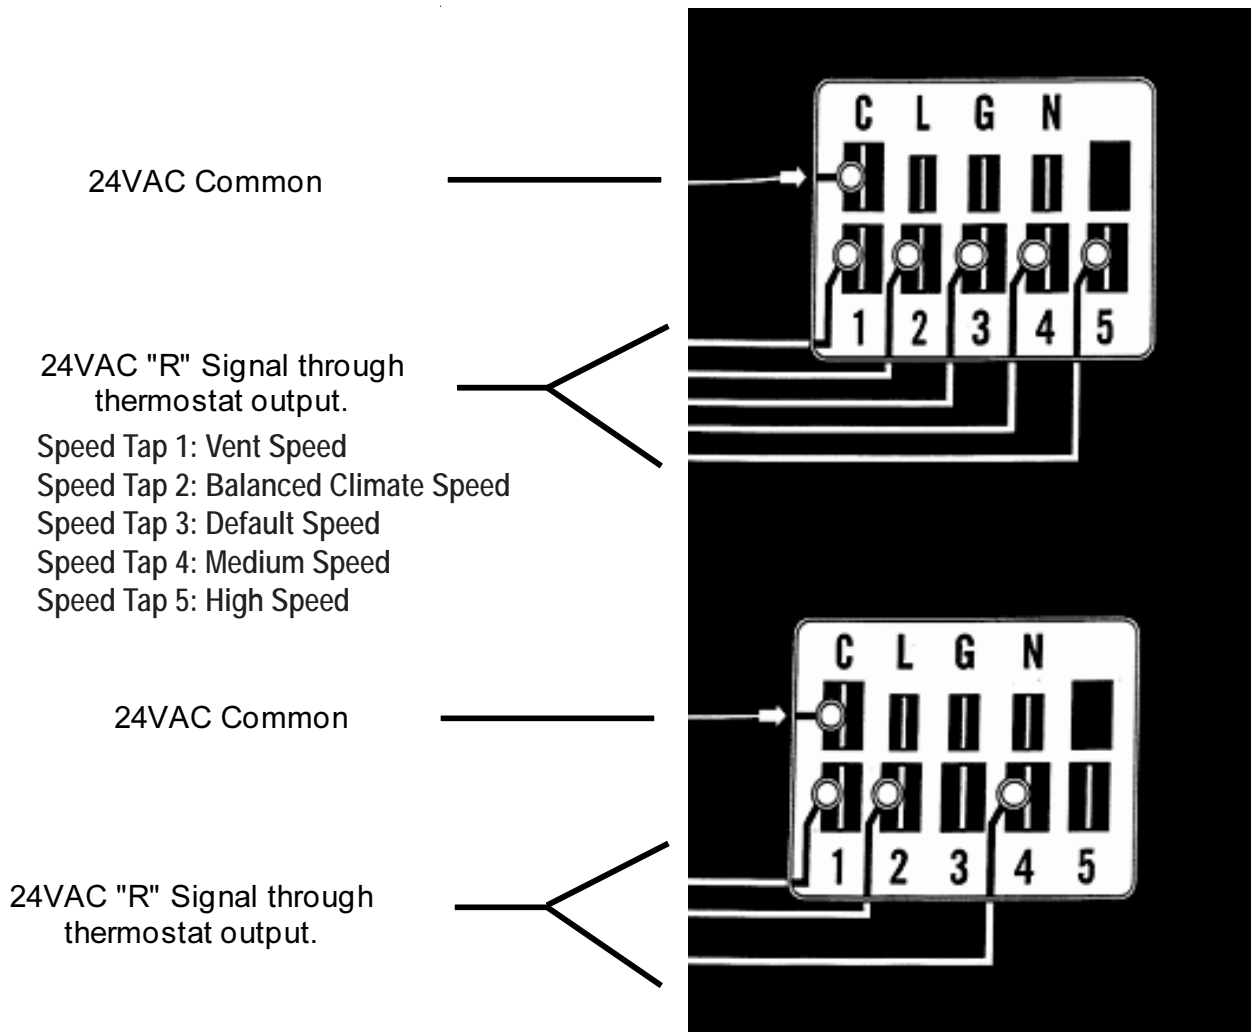 C L G N
24VAC Common
1 2 3 4 5
24VAC "R" Signal through
thermostat output.
Speed Tap 1: Vent Speed
Speed Tap 2: Balanced Climate Speed
Speed Tap 3: Default Speed
Speed Tap 4: Medium Speed
Speed Tap 5: High Speed
C L G N
24VAC Common
1 2 3 4 5
24VAC "R" Signal through
thermostat output.